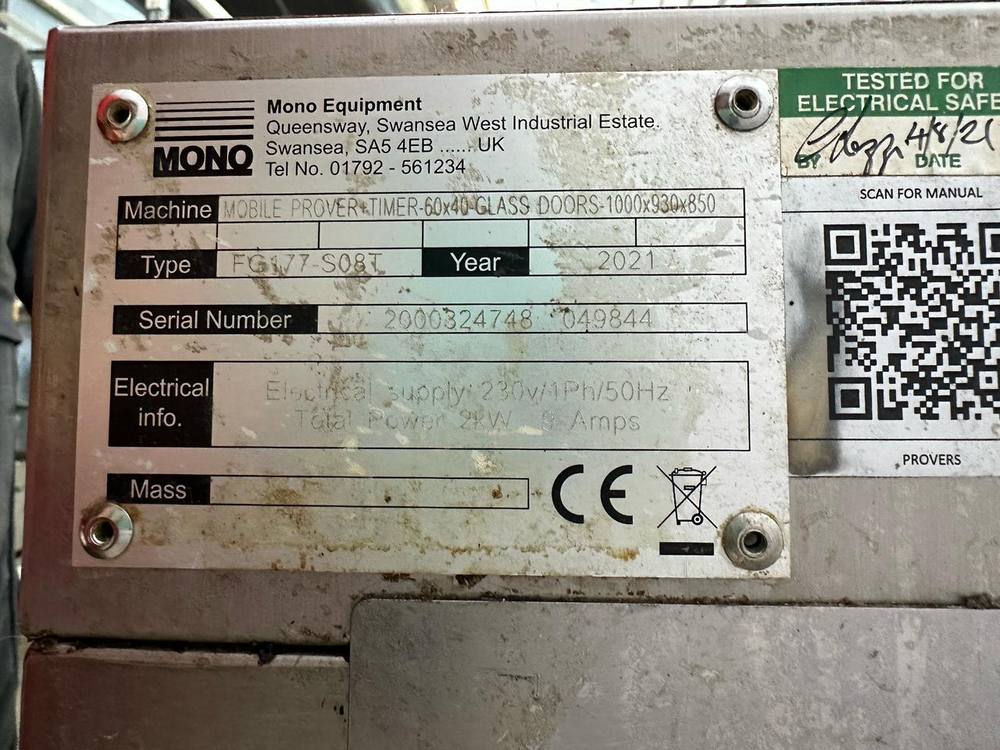 MONO
Mono Equipment
Queensway, Swansea West Industrial Estate.
Swansea, SA5 4EB ...... UK
Tel No. 01792 - 561234
Machine MOBILE PROVER+TIMER-60x40-GLASS DOORS-1000x930x850
Type FG177-S08T Year 2021
Serial Number 2000324748 049844
Electrical info. Electrical supply: 230v/1Ph/50Hz
Total Power 2kW Amps
Mass
CE
TESTED FOR
ELECTRICAL SAFE
BY 4/8/21 DATE
SCAN FOR MANUAL
PROVERS